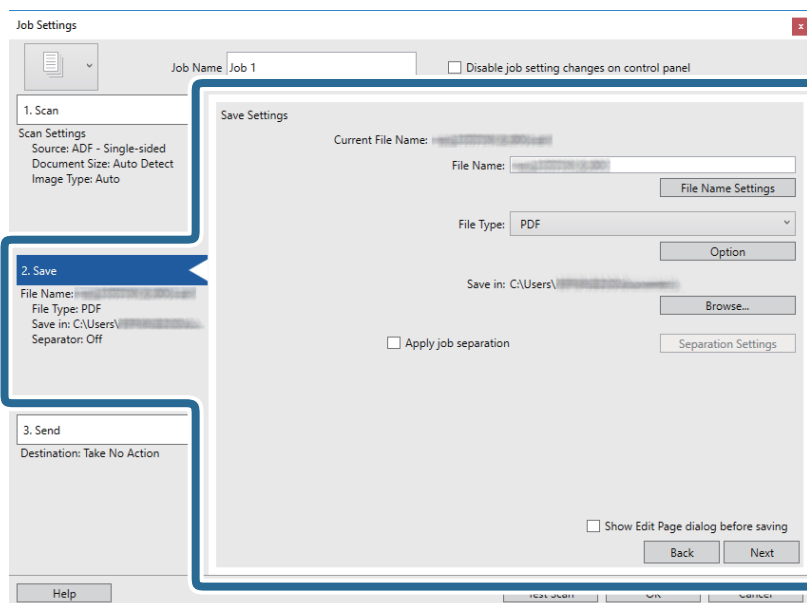 Job Settings
x
Job Name Job 1
Disable job setting changes on control panel
1. Scan
Scan Settings
Source: ADF - Single-sided
Document Size: Auto Detect
Image Type: Auto
2. Save
File Name:
File Type: PDF
Save in: C:\Users\
Separator: Off
3. Send
Destination: Take No Action
Save Settings
Current File Name:
File Name:
File Name Settings
File Type: PDF
Option
Save in: C:\Users\
Browse...
Apply job separation
Separation Settings
Show Edit Page dialog before saving
Back
Next
Help
Test Scan
OK
Cancel